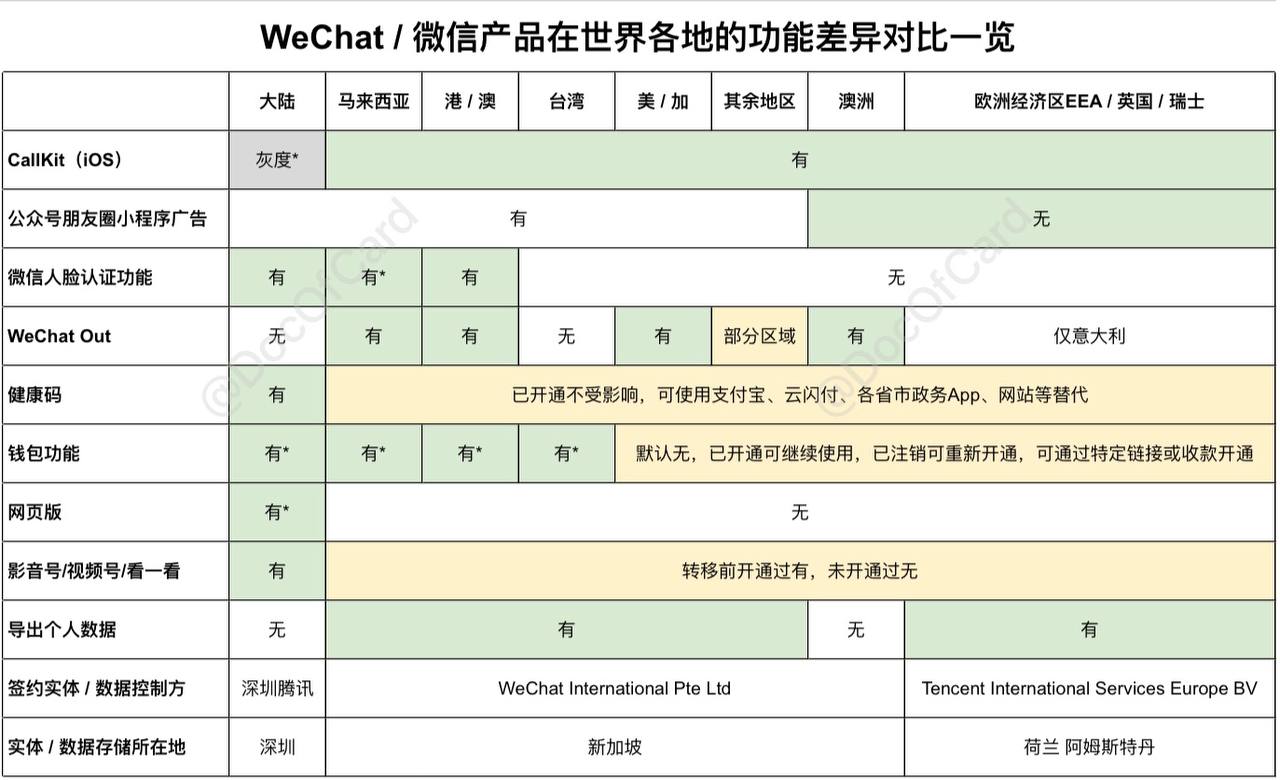 WeChat / 微信产品在世界各地的功能差异对比一览
大陆 马来西亚 港 / 澳 台湾 美 / 加 其余地区 澳洲 欧洲经济区EEA / 英国 / 瑞士
CallKit（iOS） 灰度* 有
公众号朋友圈小程序广告 有 无
微信人脸认证功能 有 有* 有 无
WeChat Out 无 有 有 无 有 部分区域 有 仅意大利
健康码 有 已开通不受影响，可使用支付宝、云闪付、各省市政务App、网站等替代
钱包功能 有* 有* 有* 有* 默认无，已开通可继续使用，已注销可重新开通，可通过特定链接或收款开通
网页版 有* 无
影音号/视频号/看一看 有 转移前开通过有，未开通过无
导出个人数据 无 有 无 有
签约实体 / 数据控制方 深圳腾讯 WeChat International Pte Ltd Tencent International Services Europe BV
实体 / 数据存储所在地 深圳 新加坡 荷兰 阿姆斯特丹
@DocOfCard
@DocOfCard